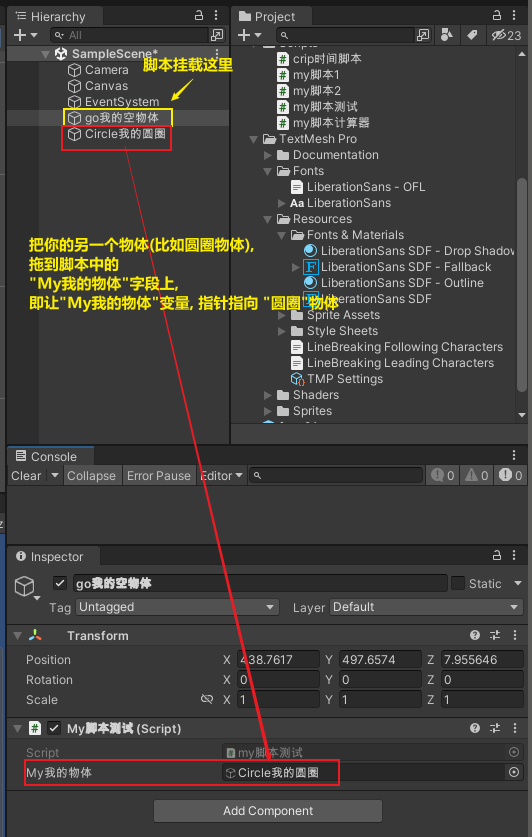 Hierarchy
All
SampleScene*
Camera
Canvas
EventSystem
go我的空物体
Circle我的圆圈
脚本挂载这里
把你的另一个物体(比如圆圈物体),
拖到脚本中的
"My我的物体"字段上,
即让"My我的物体"变量, 指针指向 "圆圈"物体
Project
23
crip时间脚本
my脚本1
my脚本2
my脚本测试
my脚本计算器
TextMesh Pro
Documentation
Fonts
LiberationSans - OFL
Aa LiberationSans
Resources
Fonts & Materials
LiberationSans SDF - Drop Shadow
LiberationSans SDF - Fallback
LiberationSans SDF - Outline
LiberationSans SDF
Sprite Assets
Style Sheets
LineBreaking Following Characters
LineBreaking Leading Characters
TMP Settings
Shaders
Sprites
Console
Clear Collapse Error Pause Editor 0 0 0
Inspector
go我的空物体 Static
Tag Untagged Layer Default
Transform
Position X 438.7617 Y 497.6574 Z 7.955646
Rotation X 0 Y 0 Z 0
Scale X 1 Y 1 Z 1
My脚本测试 (Script)
Script my脚本测试
My我的物体 Circle我的圆圈
Add Component